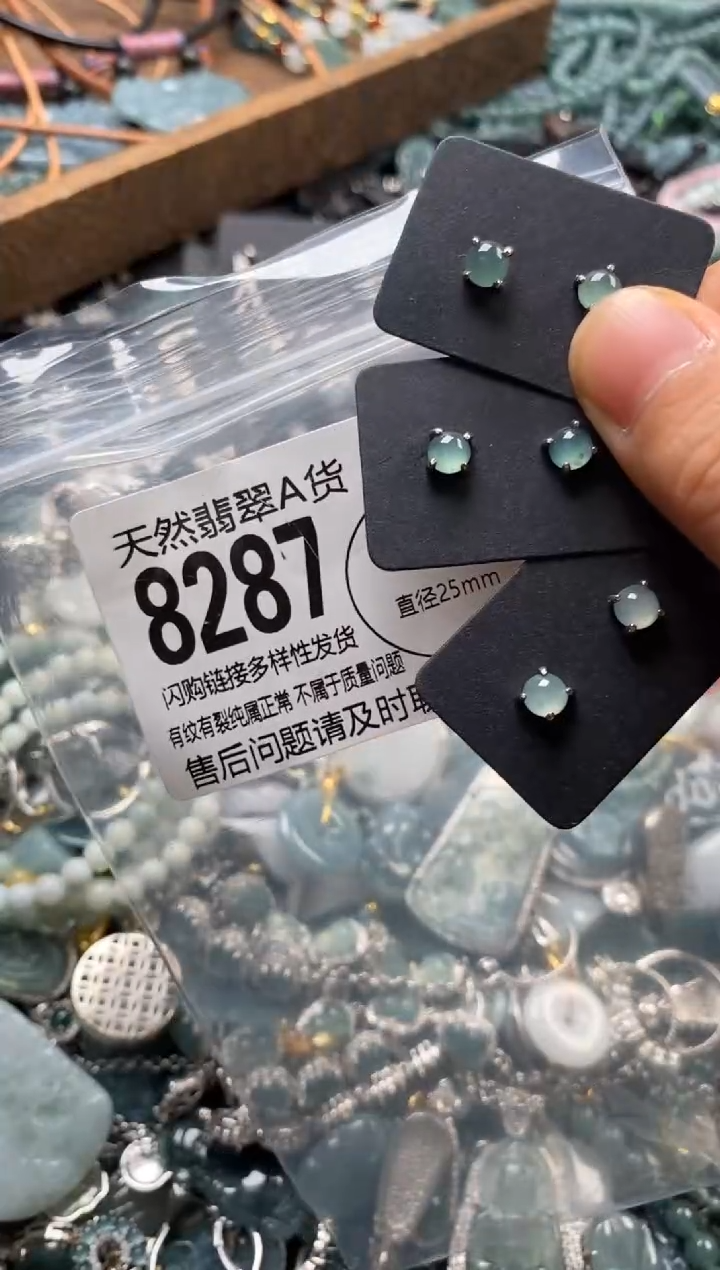 天然翡翠A货
8287
直径25mm
闪购链接多样性发货
有纹有裂纯属正常 不属于质量问题
售后问题请及时联